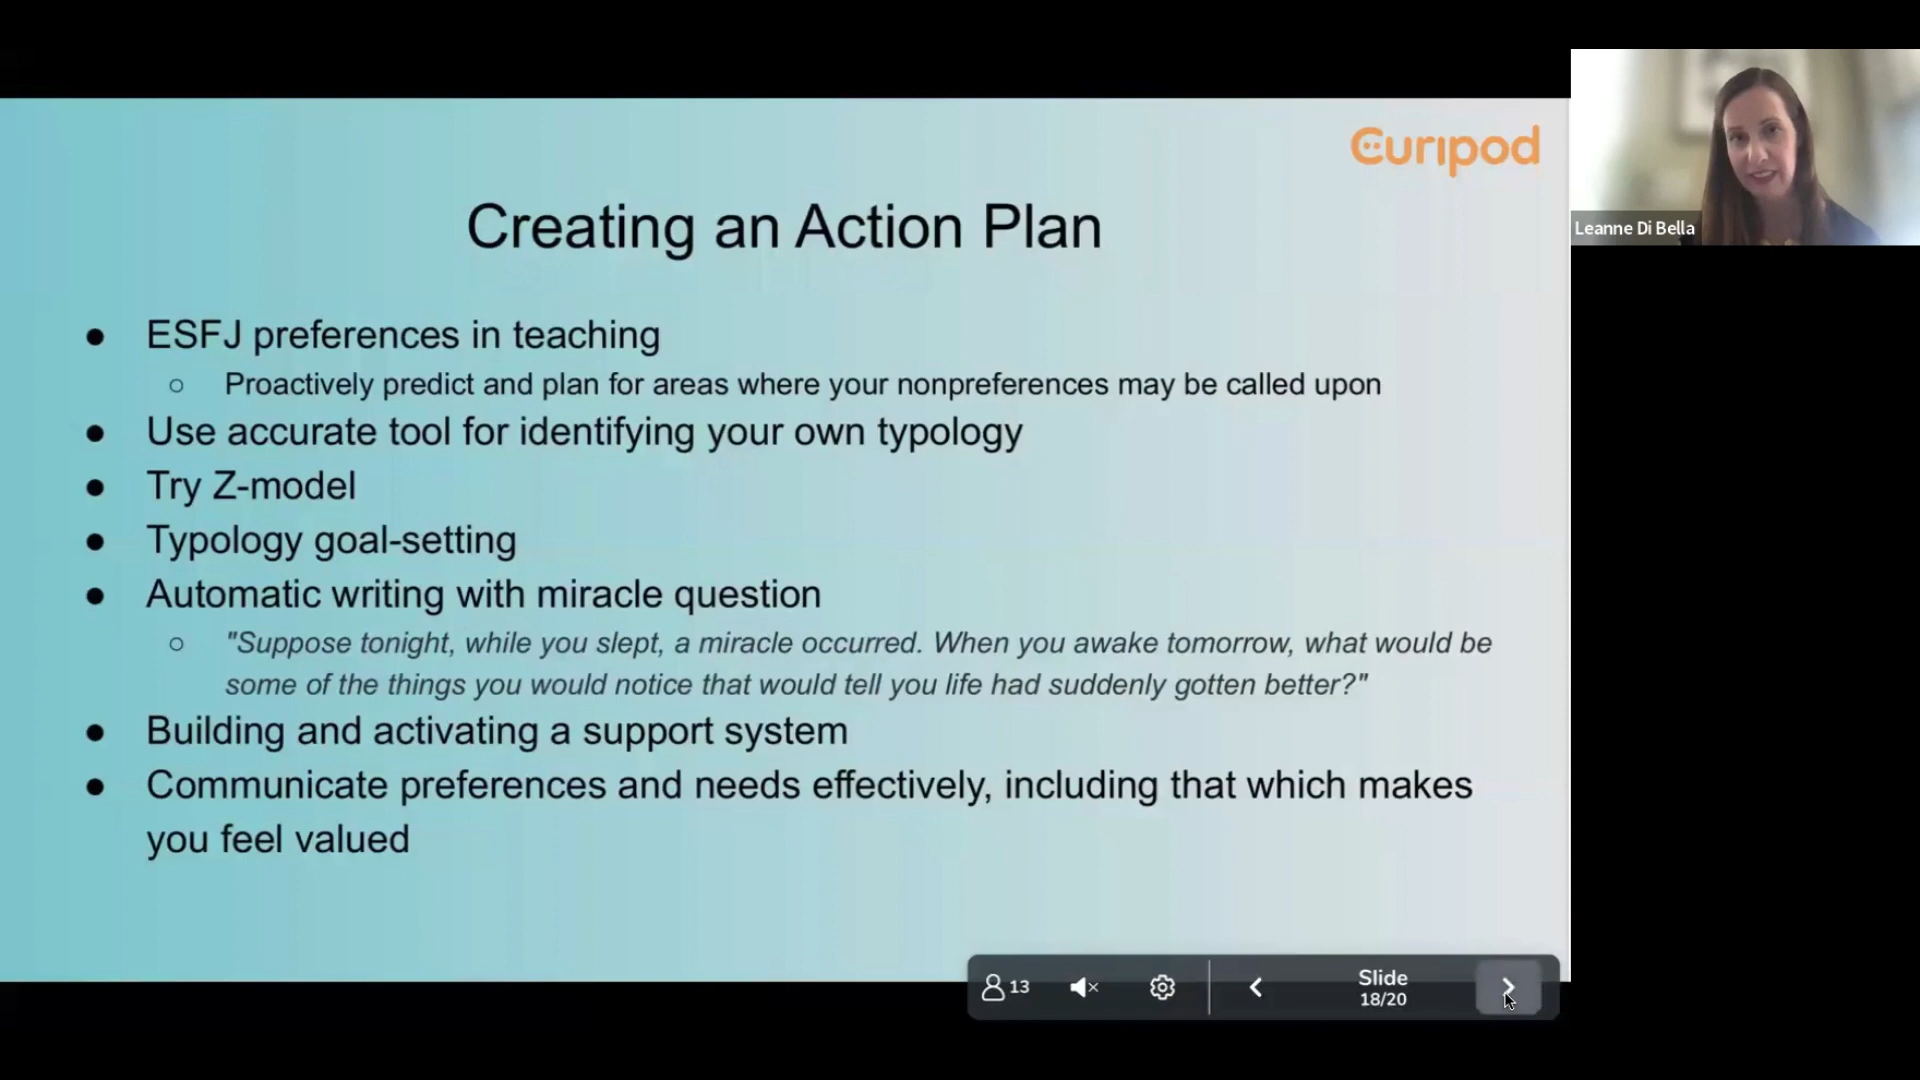 Curipod
Creating an Action Plan
● ESFJ preferences in teaching
○ Proactively predict and plan for areas where your nonpreferences may be called upon
● Use accurate tool for identifying your own typology
● Try Z-model
● Typology goal-setting
● Automatic writing with miracle question
○ "Suppose tonight, while you slept, a miracle occurred. When you awake tomorrow, what would be
some of the things you would notice that would tell you life had suddenly gotten better?"
● Building and activating a support system
● Communicate preferences and needs effectively, including that which makes
you feel valued
Leanne Di Bella
13
Slide
18/20